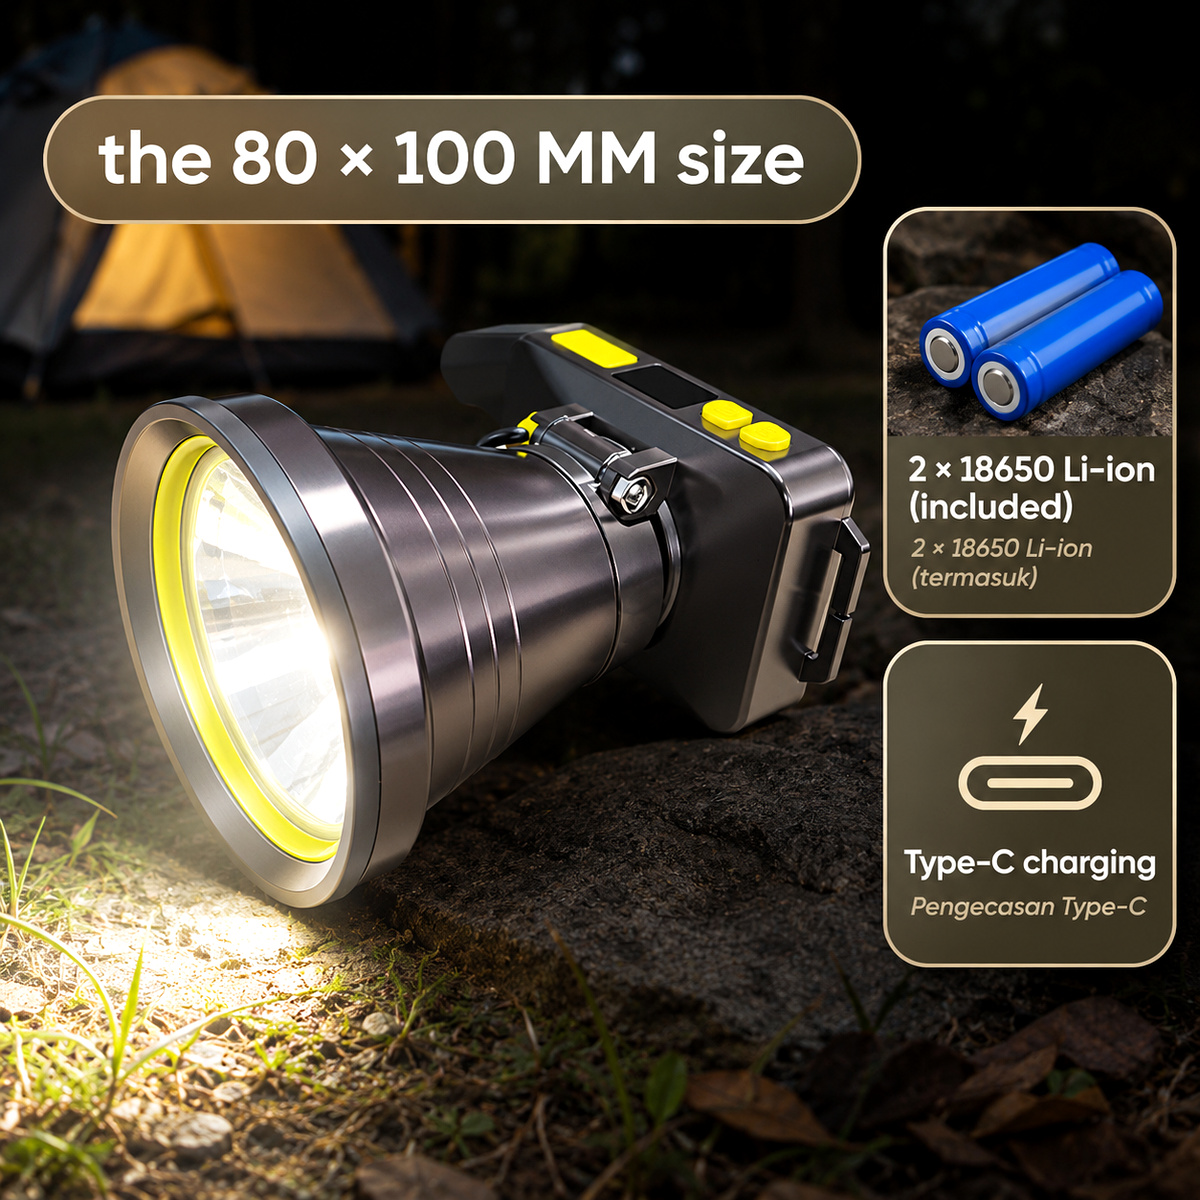 the 80 × 100 MM size
2 × 18650 Li-ion
(included)
2 × 18650 Li-ion
(termasuk)
Type-C charging
Pengecasan Type-C